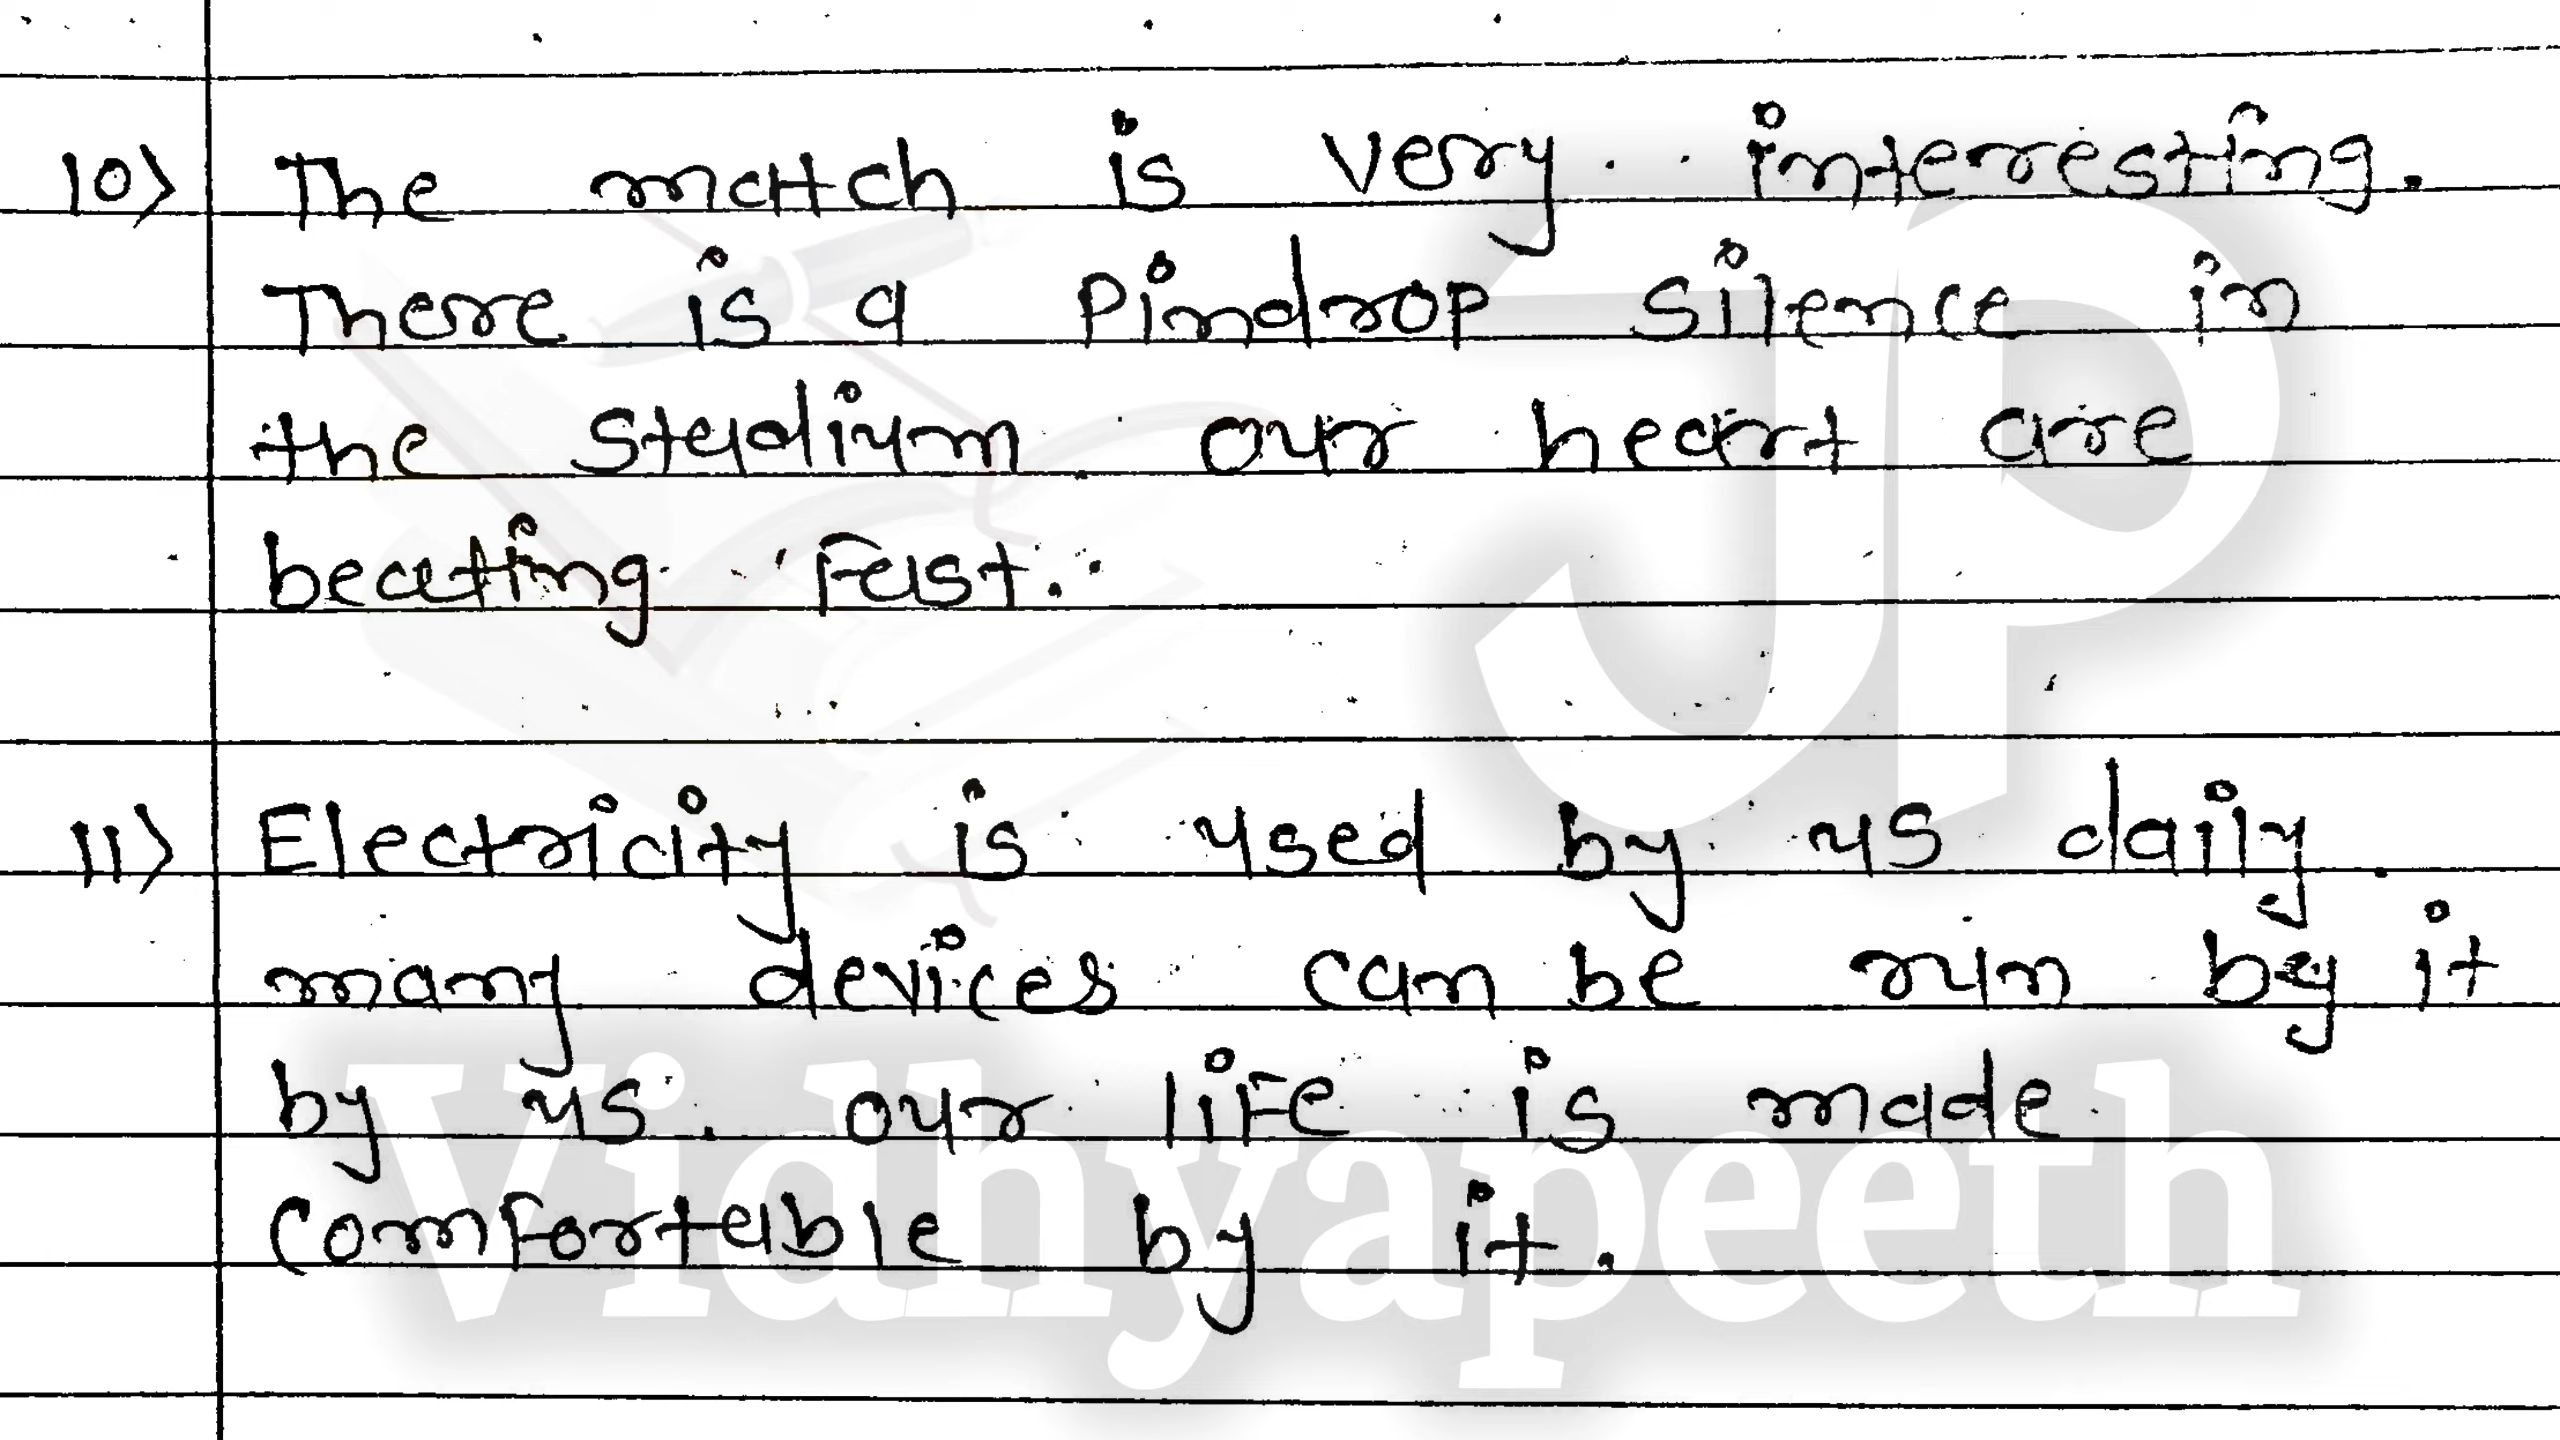 10) The match is very interesting.
There is a Pindrop silence in
the stadium. our heart are
beating fast.
11) Electricity is used by us daily.
many devices can be run by it
by us. our life is made
comfortable by it.
JP
Vidhyapeeth